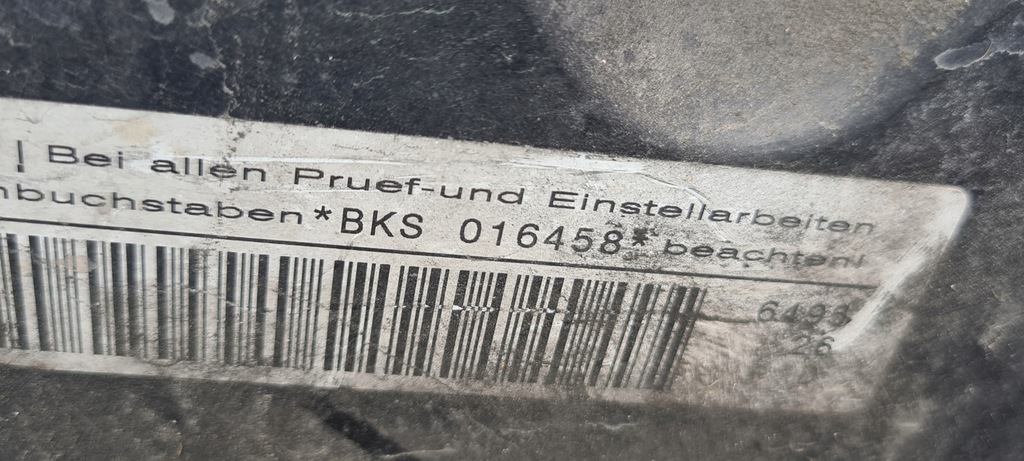 ! Bei allen Pruef-und Einstellarbeiten
nbuchstaben*BKS 016458* beachten!
6493
26